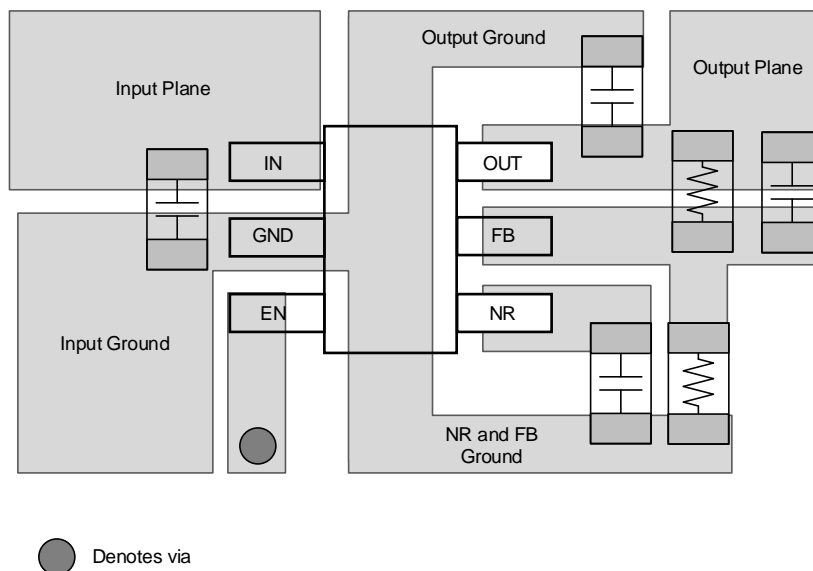 Output Ground
Input Plane
Output Plane
IN
OUT
GND
FB
EN
NR
Input Ground
NR and FB
Ground
Denotes via